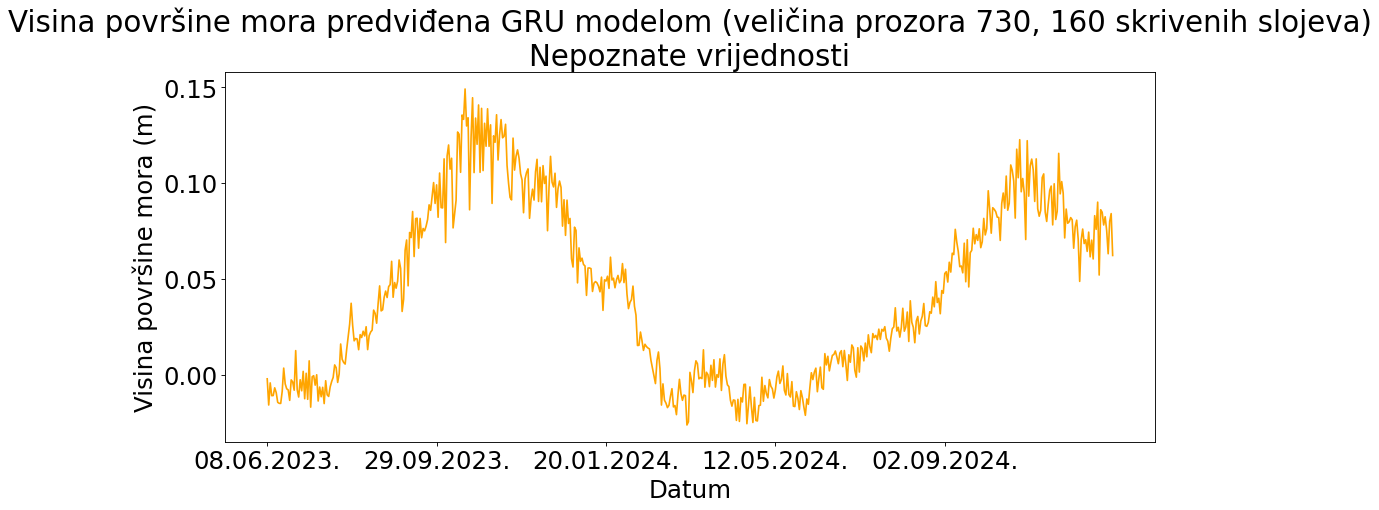 Visina površine mora predviđena GRU modelom (veličina prozora 730, 160 skrivenih slojeva)
Nepoznate vrijednosti
Visina površine mora (m)
0.15
0.10
0.05
0.00
08.06.2023.
29.09.2023.
20.01.2024.
12.05.2024.
02.09.2024.
Datum